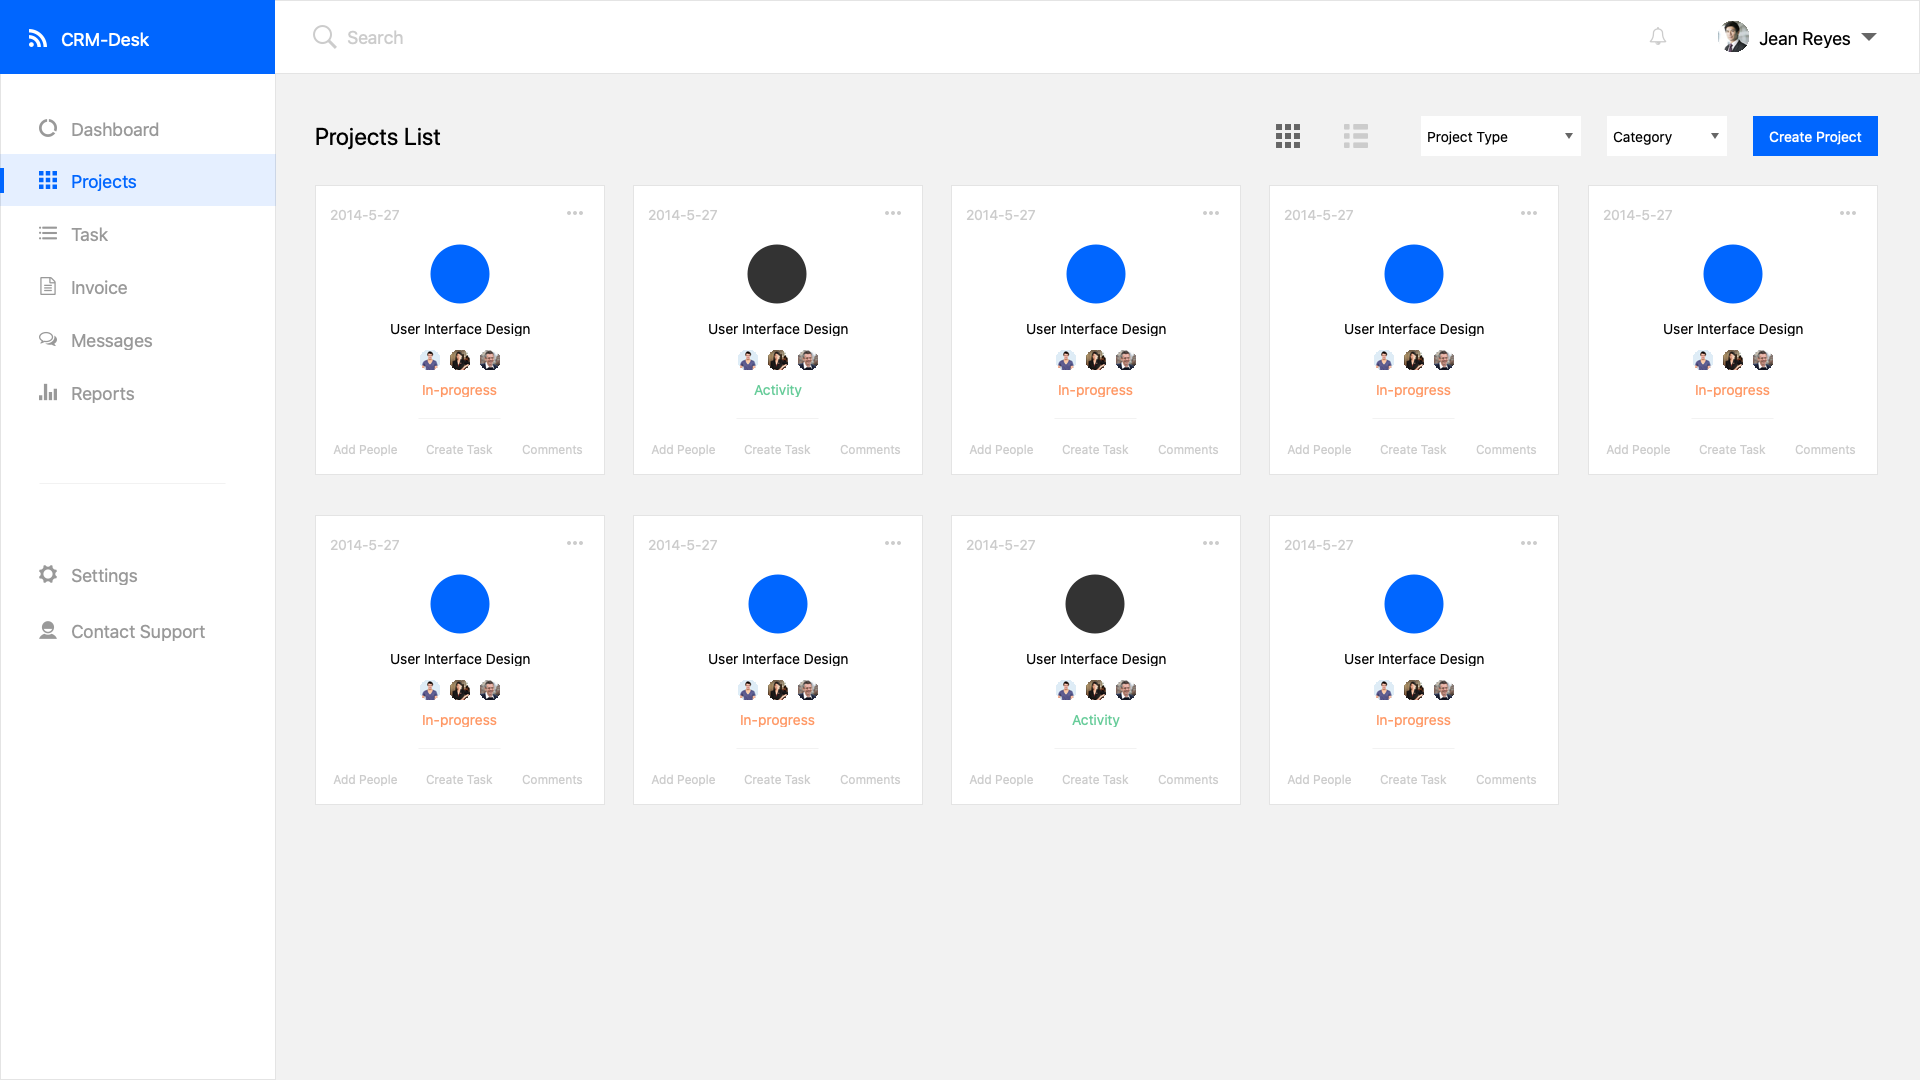 CRM-Desk
Search
Jean Reyes
Dashboard
Projects
Task
Invoice
Messages
Reports
Settings
Contact Support
Projects List
Project Type
Category
Create Project
2014-5-27
User Interface Design
In-progress
Add People Create Task Comments
2014-5-27
User Interface Design
Activity
Add People Create Task Comments
2014-5-27
User Interface Design
In-progress
Add People Create Task Comments
2014-5-27
User Interface Design
In-progress
Add People Create Task Comments
2014-5-27
User Interface Design
In-progress
Add People Create Task Comments
2014-5-27
User Interface Design
In-progress
Add People Create Task Comments
2014-5-27
User Interface Design
In-progress
Add People Create Task Comments
2014-5-27
User Interface Design
Activity
Add People Create Task Comments
2014-5-27
User Interface Design
In-progress
Add People Create Task Comments